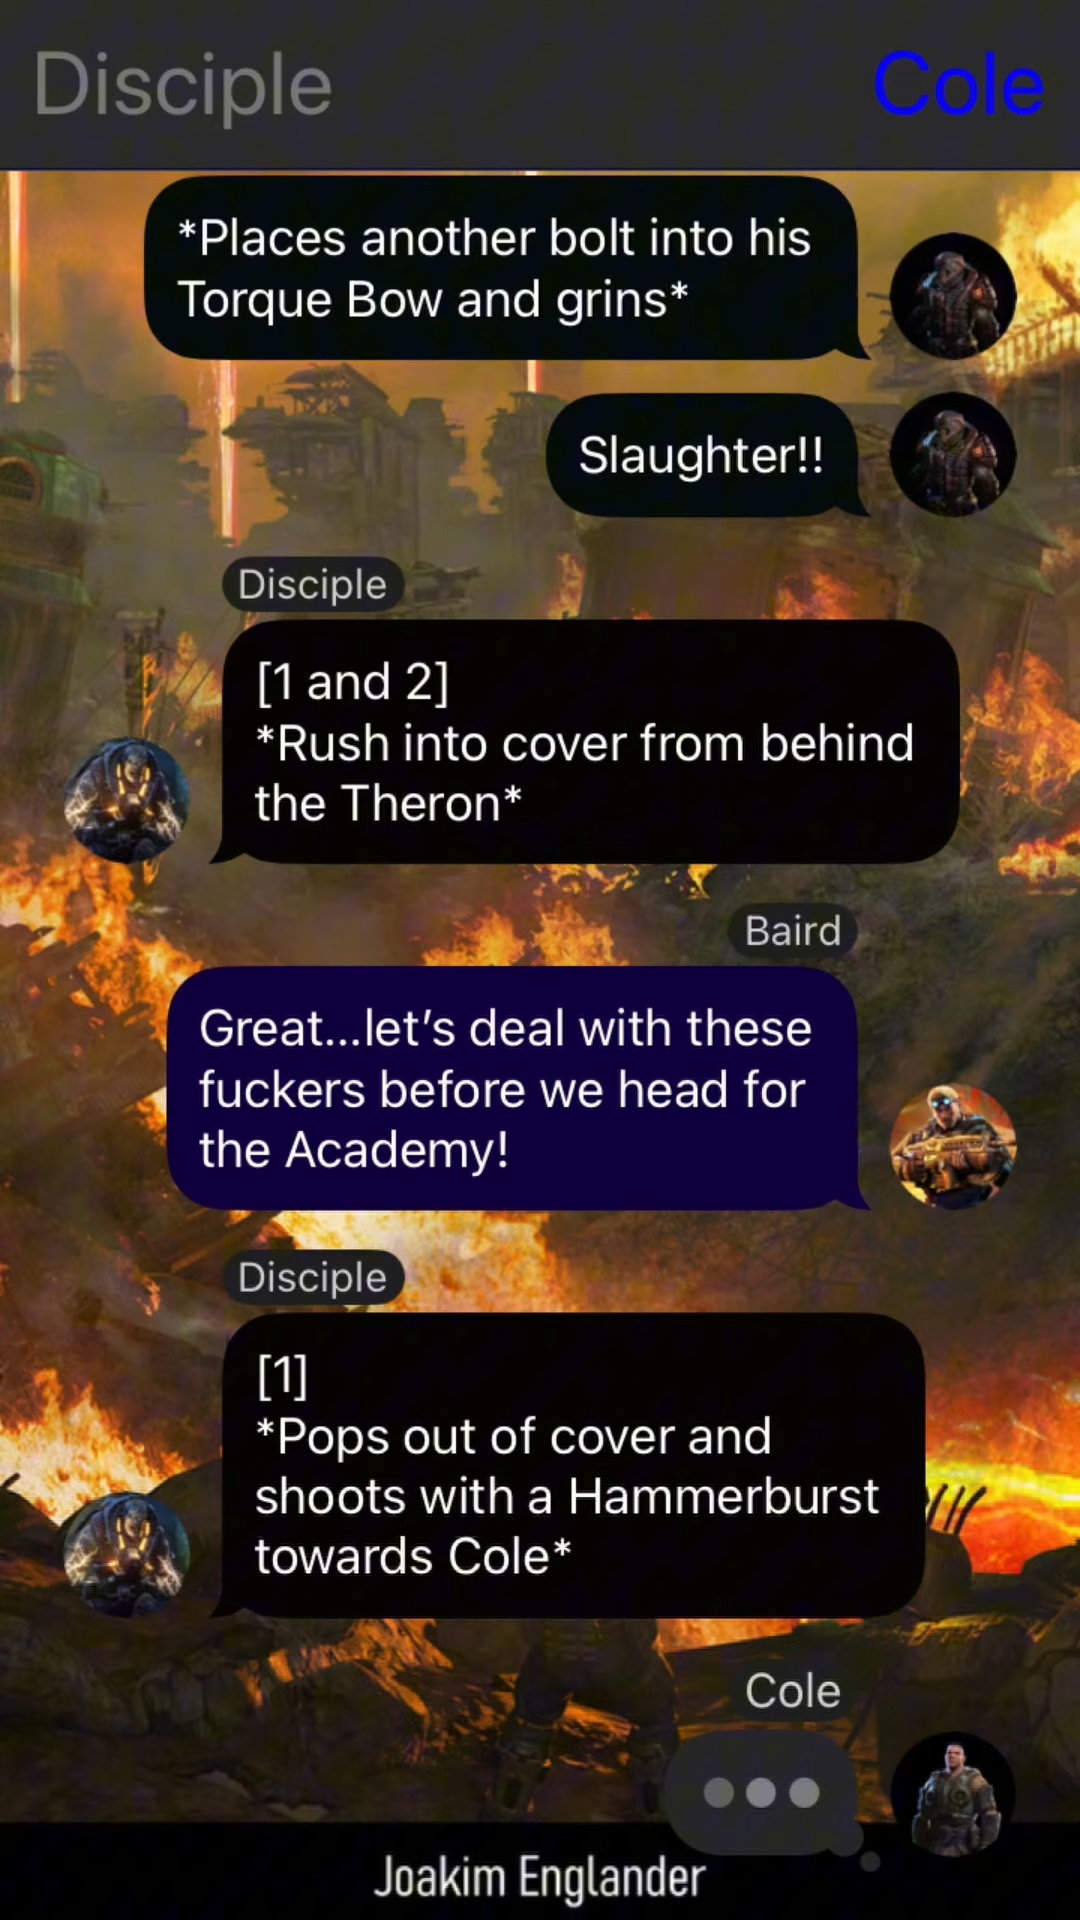 Disciple
Cole
*Places another bolt into his
Torque Bow and grins*
Slaughter!!
Disciple
[1 and 2]
*Rush into cover from behind
the Theron*
Baird
Great...let’s deal with these
fuckers before we head for
the Academy!
Disciple
[1]
*Pops out of cover and
shoots with a Hammerburst
towards Cole*
Cole
Joakim Englander